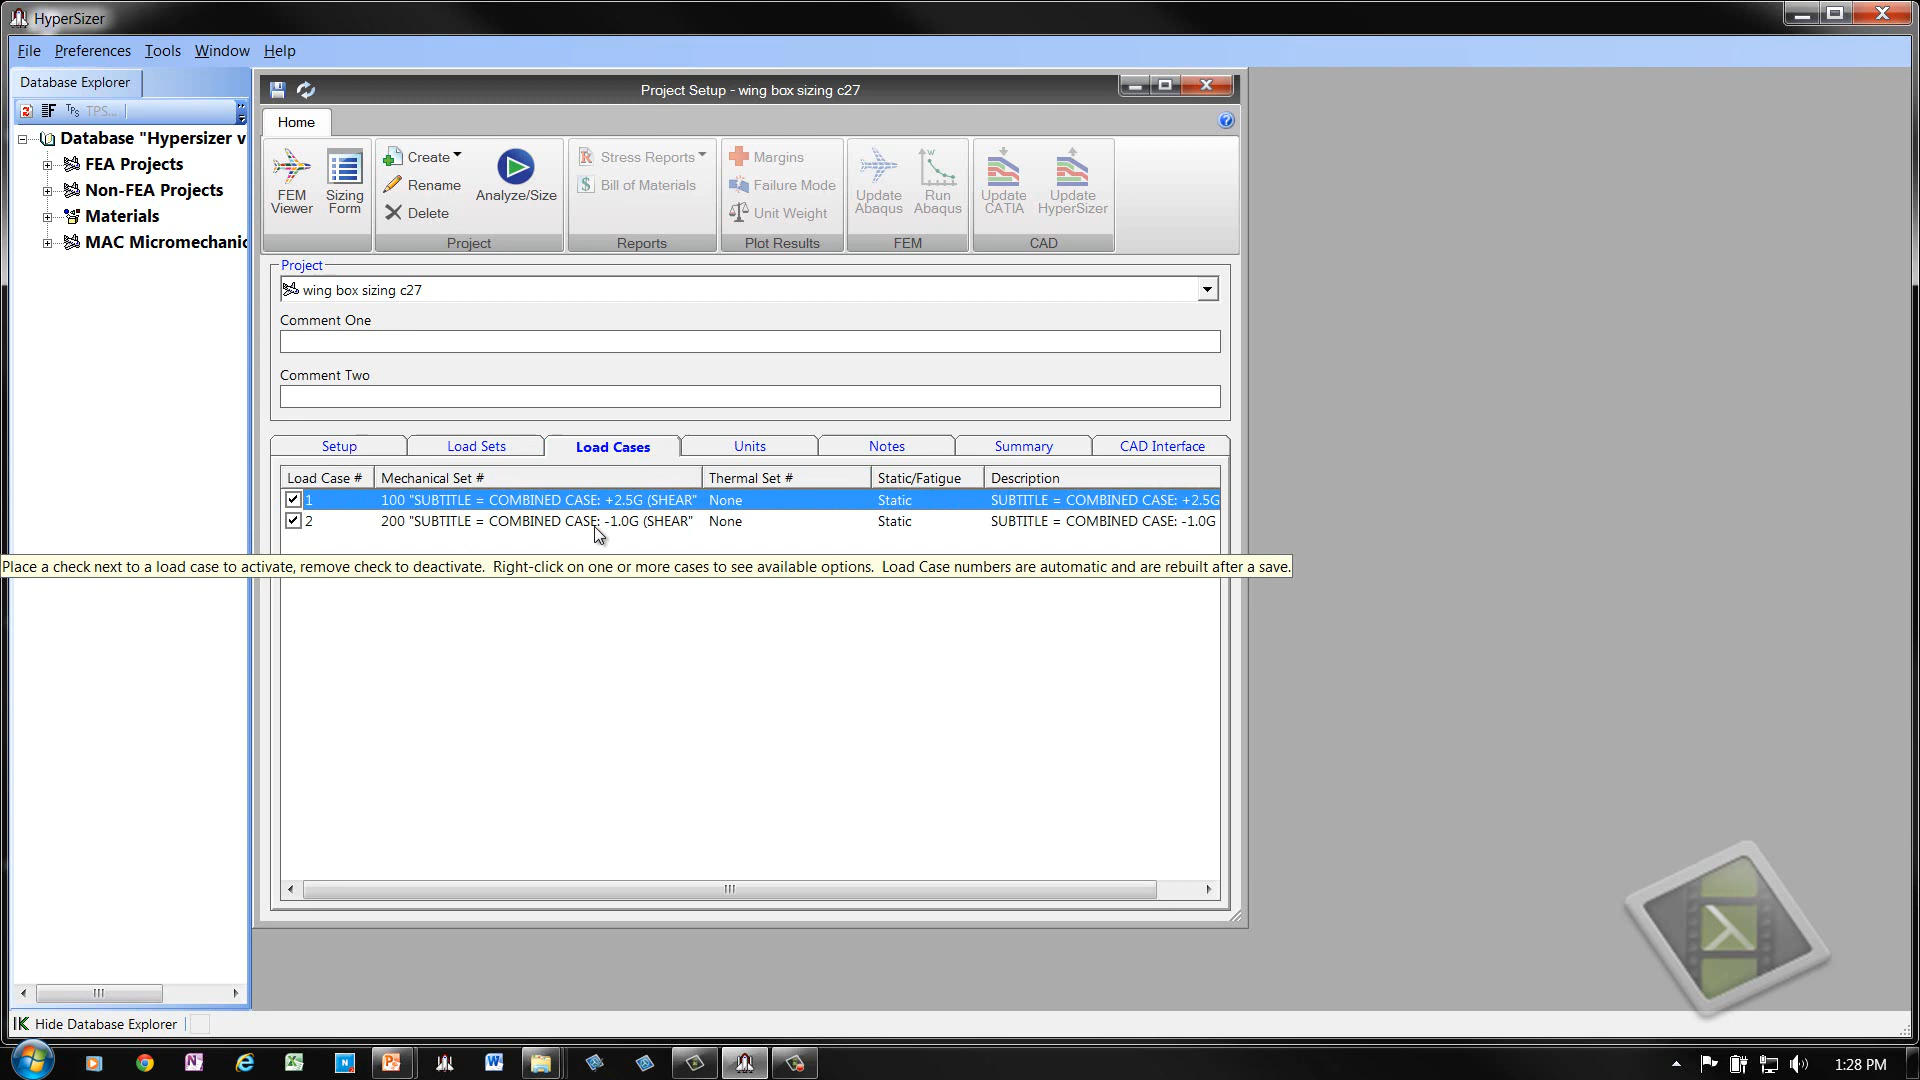 HyperSizer
File Preferences Tools Window Help
Database Explorer
TPS TPS...
Database "Hypersizer v
FEA Projects
Non-FEA Projects
Materials
MAC Micromechanic
Project Setup - wing box sizing c27
Home
FEM Viewer
Sizing Form
Create
Rename
Delete
Analyze/Size
Project
Stress Reports
Bill of Materials
Reports
Margins
Failure Mode
Unit Weight
Plot Results
Update Abaqus
Run Abaqus
FEM
Update CATIA
Update HyperSizer
CAD
Project
wing box sizing c27
Comment One
Comment Two
Setup Load Sets Load Cases Units Notes Summary CAD Interface
Load Case # Mechanical Set # Thermal Set # Static/Fatigue Description
1 100 "SUBTITLE = COMBINED CASE: +2.5G (SHEAR" None Static SUBTITLE = COMBINED CASE: +2.5G
2 200 "SUBTITLE = COMBINED CASE: -1.0G (SHEAR" None Static SUBTITLE = COMBINED CASE: -1.0G
Place a check next to a load case to activate, remove check to deactivate. Right-click on one or more cases to see available options. Load Case numbers are automatic and are rebuilt after a save.
Hide Database Explorer
1:28 PM